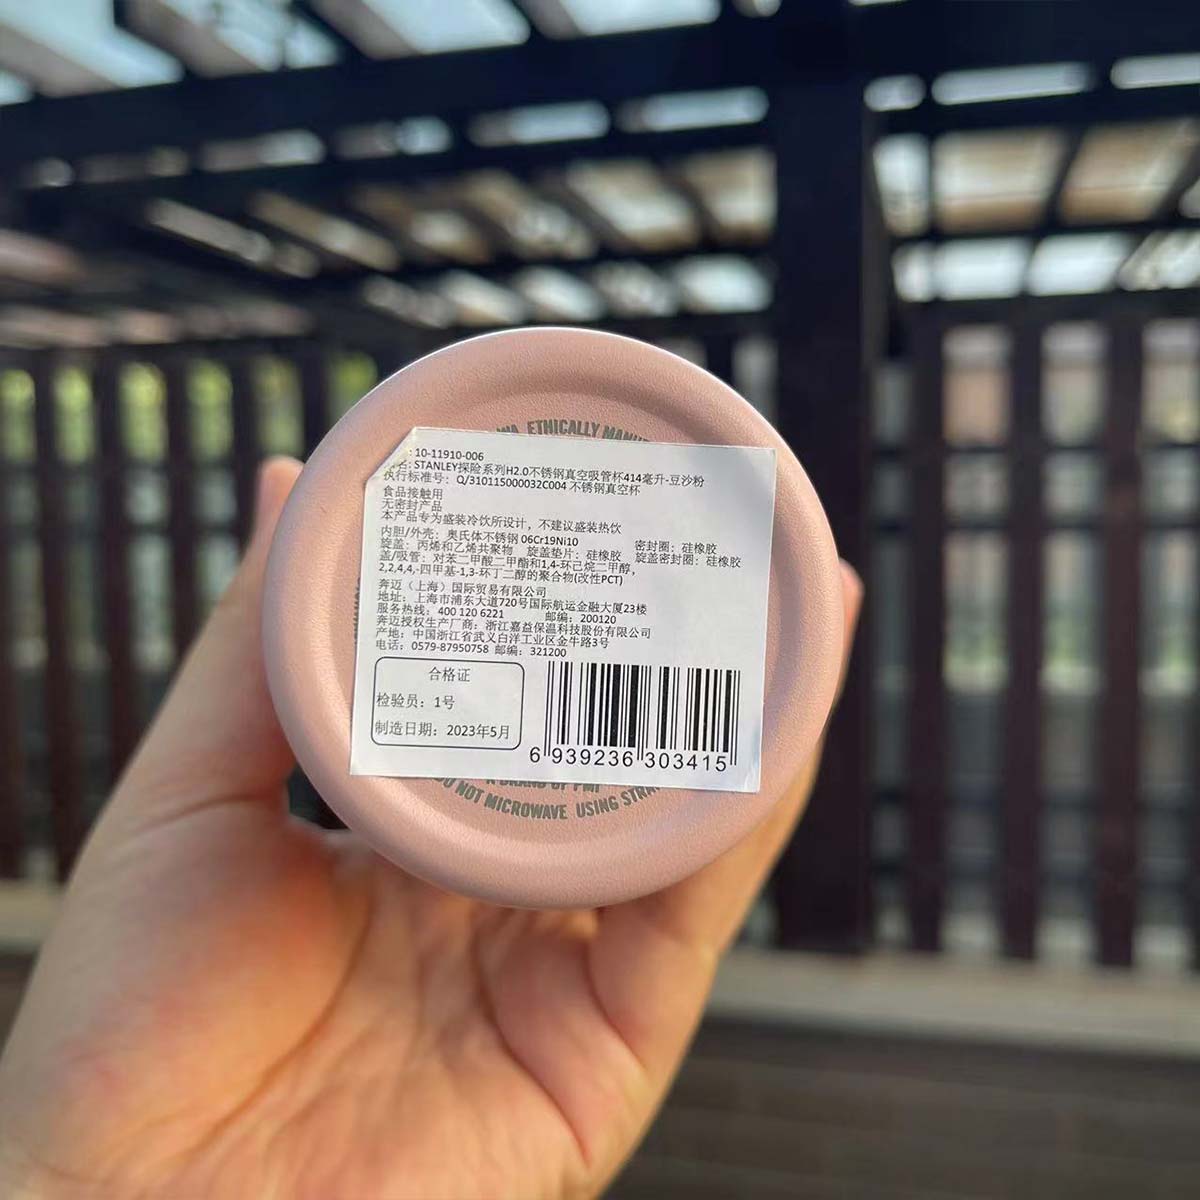 ETHICALLY
10-11910-006
STANLEY探险系列H2.0不锈钢真空吸管杯414毫升-豆沙粉
执行标准号：Q/310115000032C004 不锈钢真空杯
食品接触用
无密封产品
本产品专为盛装冷饮所设计，不建议盛装热饮
内胆/外壳：奥氏体不锈钢 06Cr19Ni10 密封圈：硅橡胶
旋盖：丙烯和乙烯共聚物 旋盖垫片：硅橡胶 旋盖密封圈：硅橡胶
盖/吸管：对苯二甲酸二甲酯和1,4-环己烷二甲醇，
2,2,4,4,-四甲基-1,3-环丁二醇的聚合物(改性PCT)
奔迈（上海）国际贸易有限公司
地址：上海市浦东大道720号国际航运金融大厦23楼
服务热线：400 120 6221 邮编：200120
奔迈授权生产厂商：浙江嘉益保温科技股份有限公司
产地：中国浙江省武义白洋工业区金牛路3号
电话：0579-87950758 邮编：321200
合格证
检验员：1号
制造日期：2023年5月
6 939236 303415
NOT MICROWAVE USING